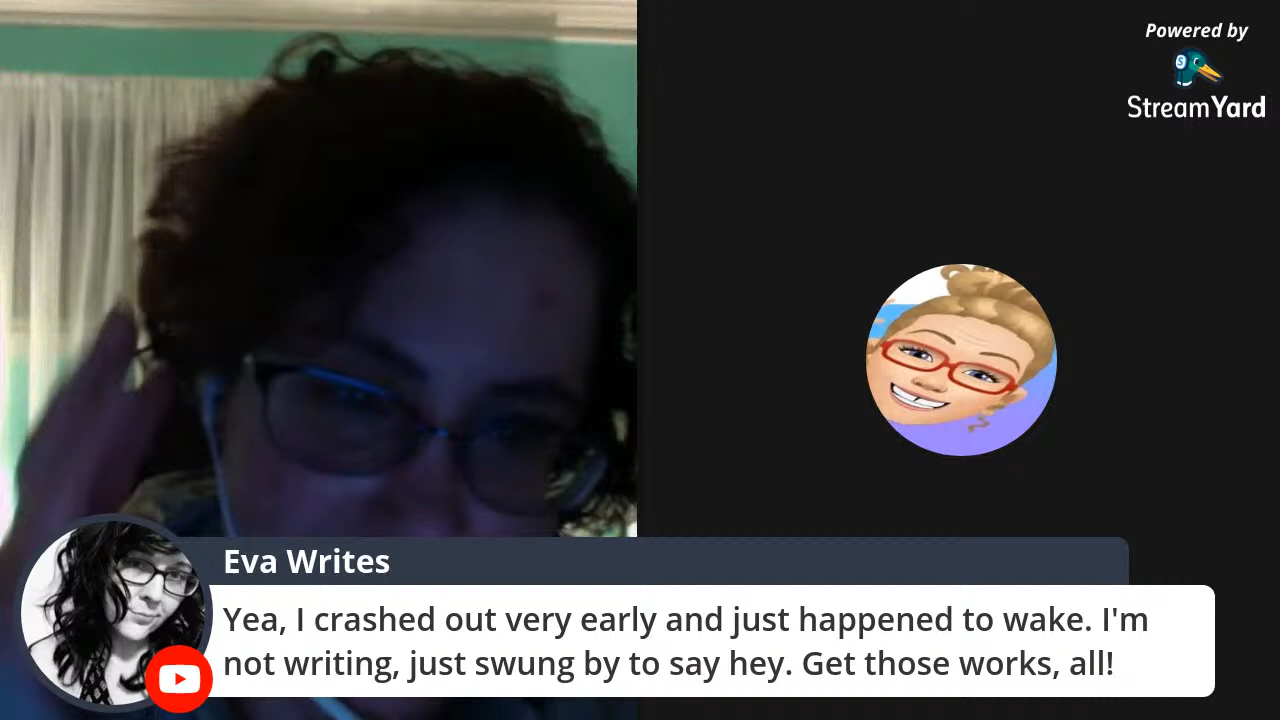 Powered by
StreamYard
Eva Writes
Yea, I crashed out very early and just happened to wake. I'm
not writing, just swung by to say hey. Get those works, all!